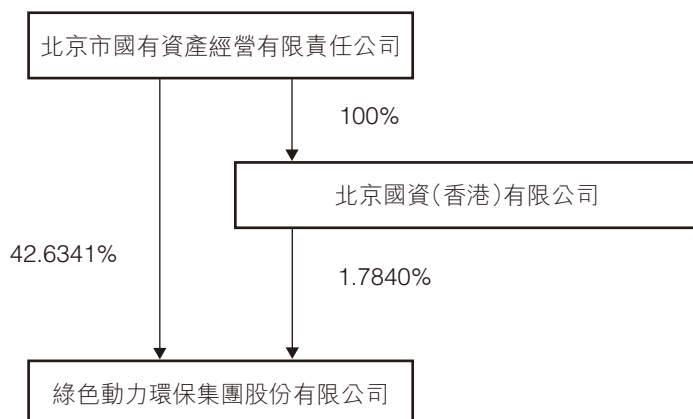 北京市國有資產經營有限責任公司
100%
北京國資(香港)有限公司
42.6341%
1.7840%
綠色動力環保集團股份有限公司